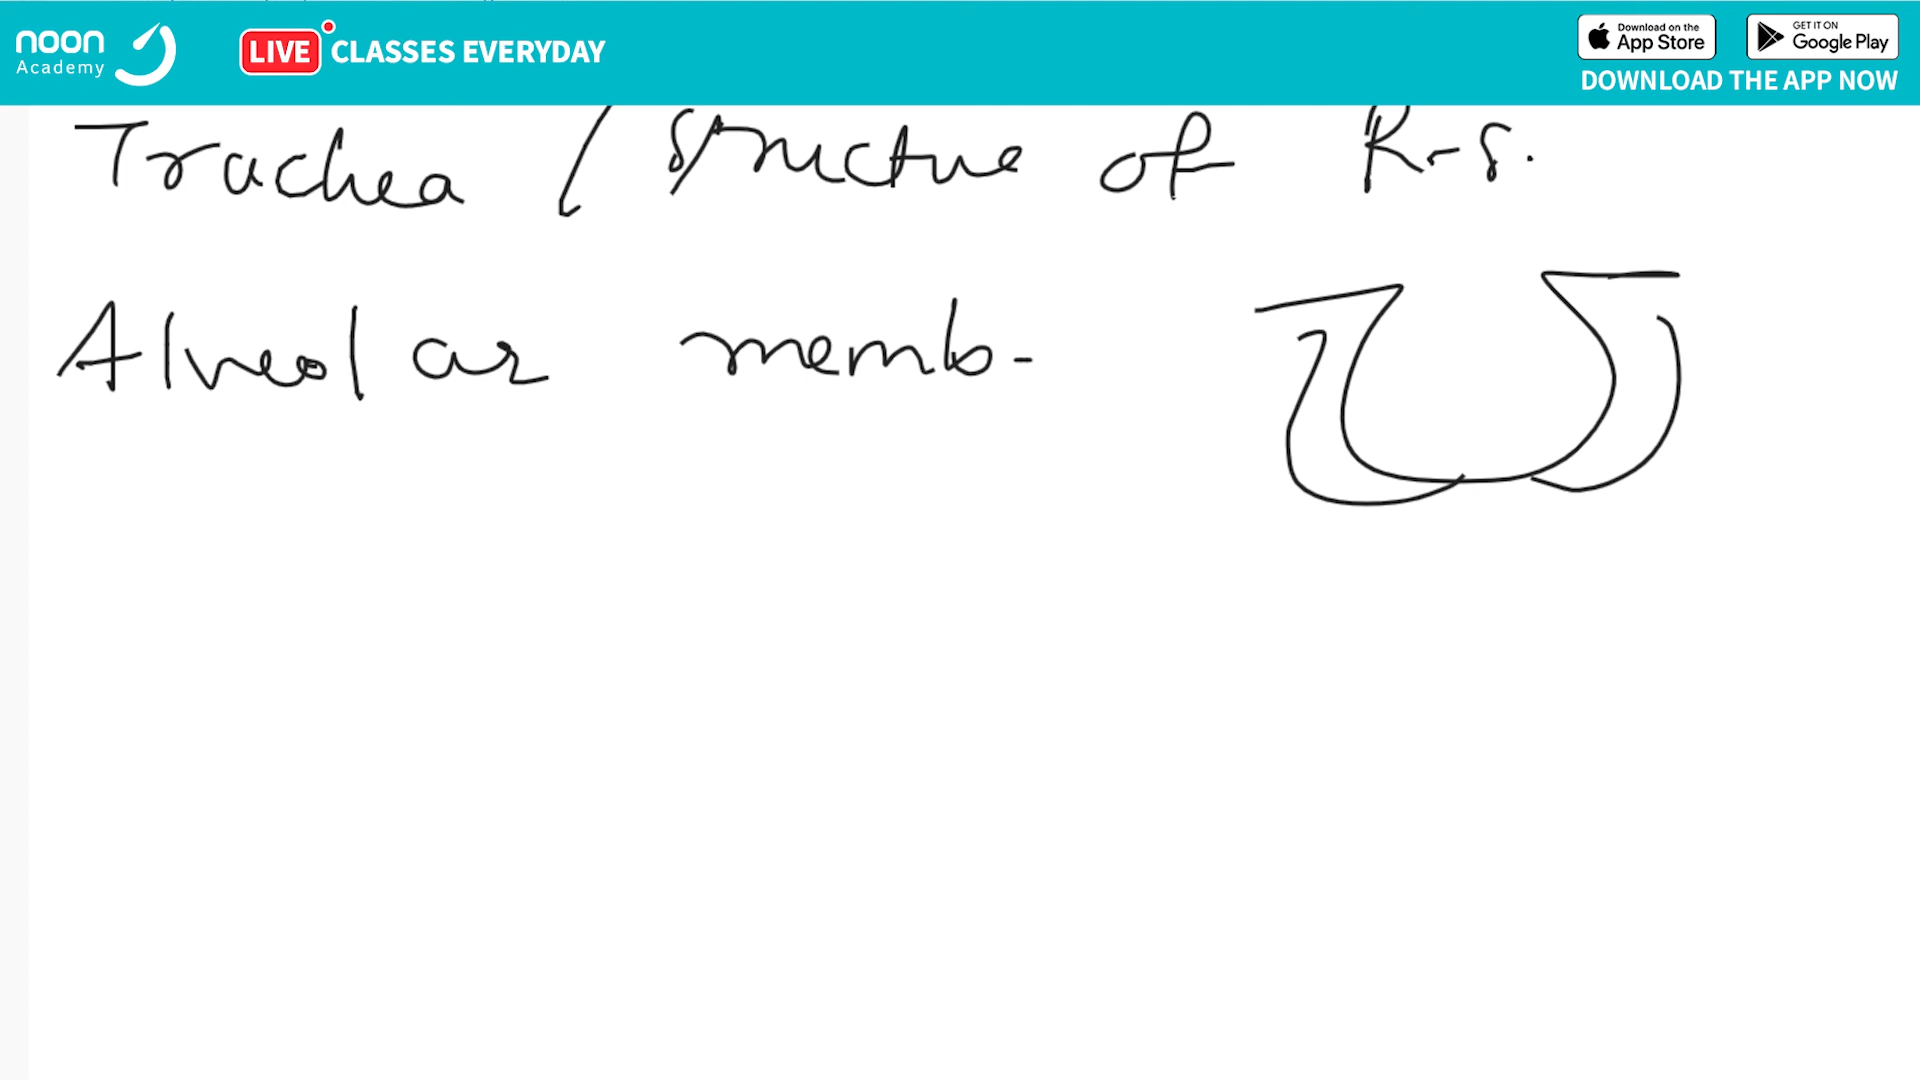 noon
Academy
LIVE CLASSES EVERYDAY
Download on the
App Store
GET IT ON
Google Play
DOWNLOAD THE APP NOW
Trachea / Structue of R-S.
Alveolar memb-